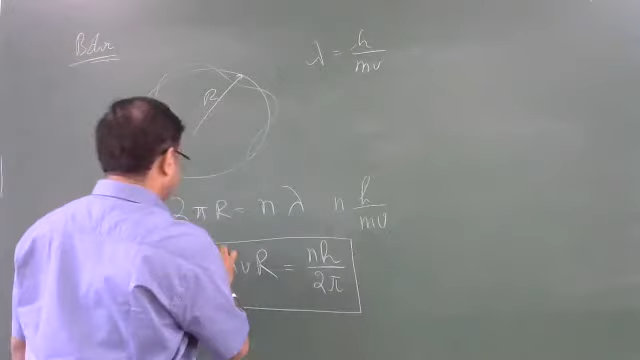 Bohr
λ = h/mv
R
2πR = nλ n h/mv
vR = nh/2π